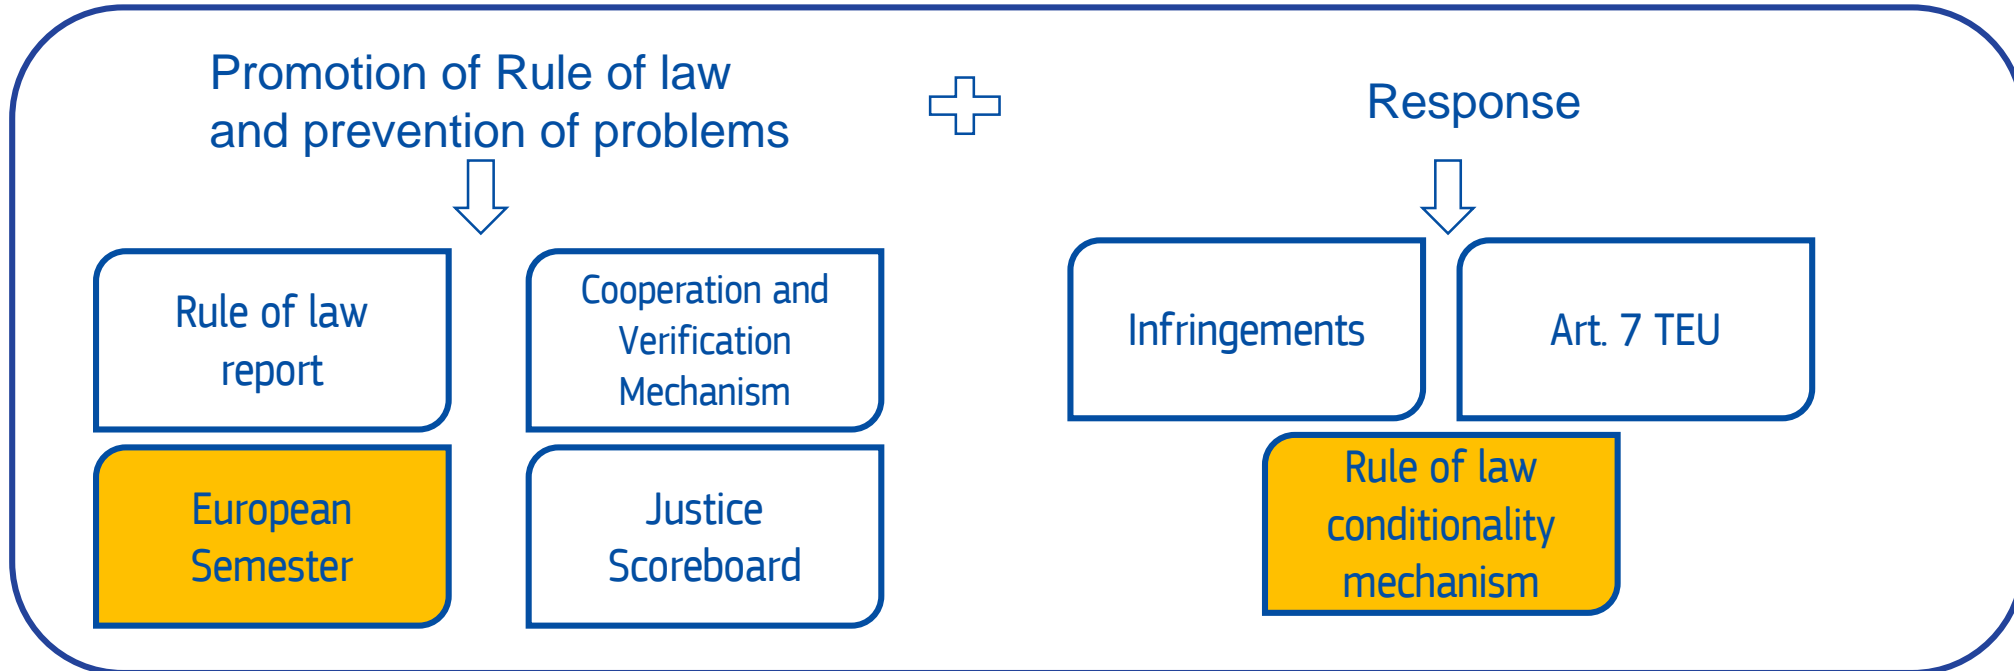 Promotion of Rule of law
and prevention of problems
Response
Rule of law
report
Cooperation and
Verification
Mechanism
Infringements
Art. 7 TEU
European
Semester
Justice
Scoreboard
Rule of law
conditionality
mechanism